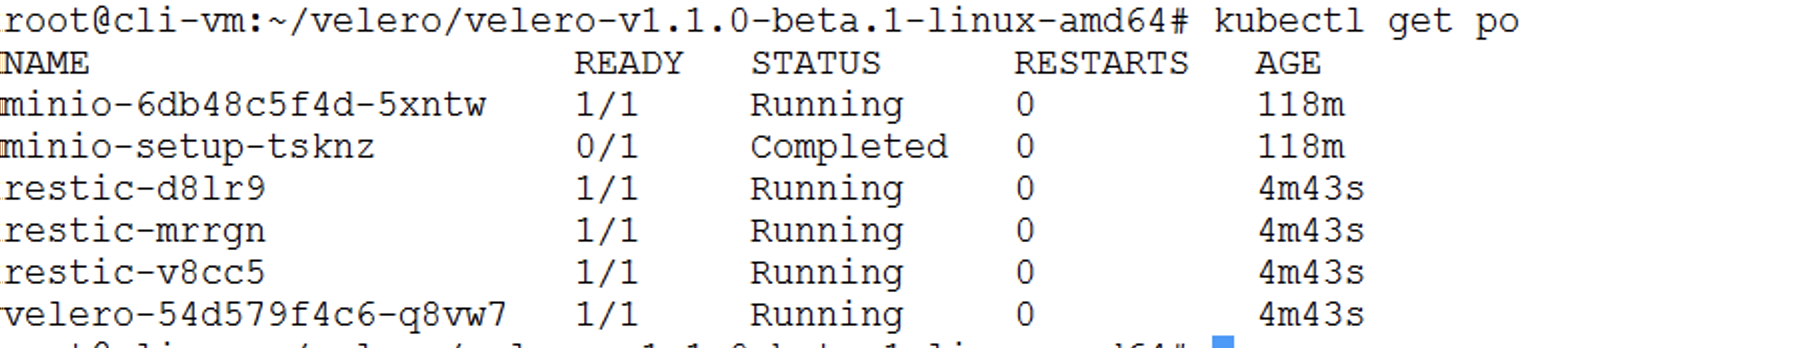 root@cli-vm:~/velero/velero-v1.1.0-beta.1-linux-amd64# kubectl get po
NAME READY STATUS RESTARTS AGE
minio-6db48c5f4d-5xntw 1/1 Running 0 118m
minio-setup-tsknz 0/1 Completed 0 118m
restic-d8lr9 1/1 Running 0 4m43s
restic-mrrgn 1/1 Running 0 4m43s
restic-v8cc5 1/1 Running 0 4m43s
velero-54d579f4c6-q8vw7 1/1 Running 0 4m43s